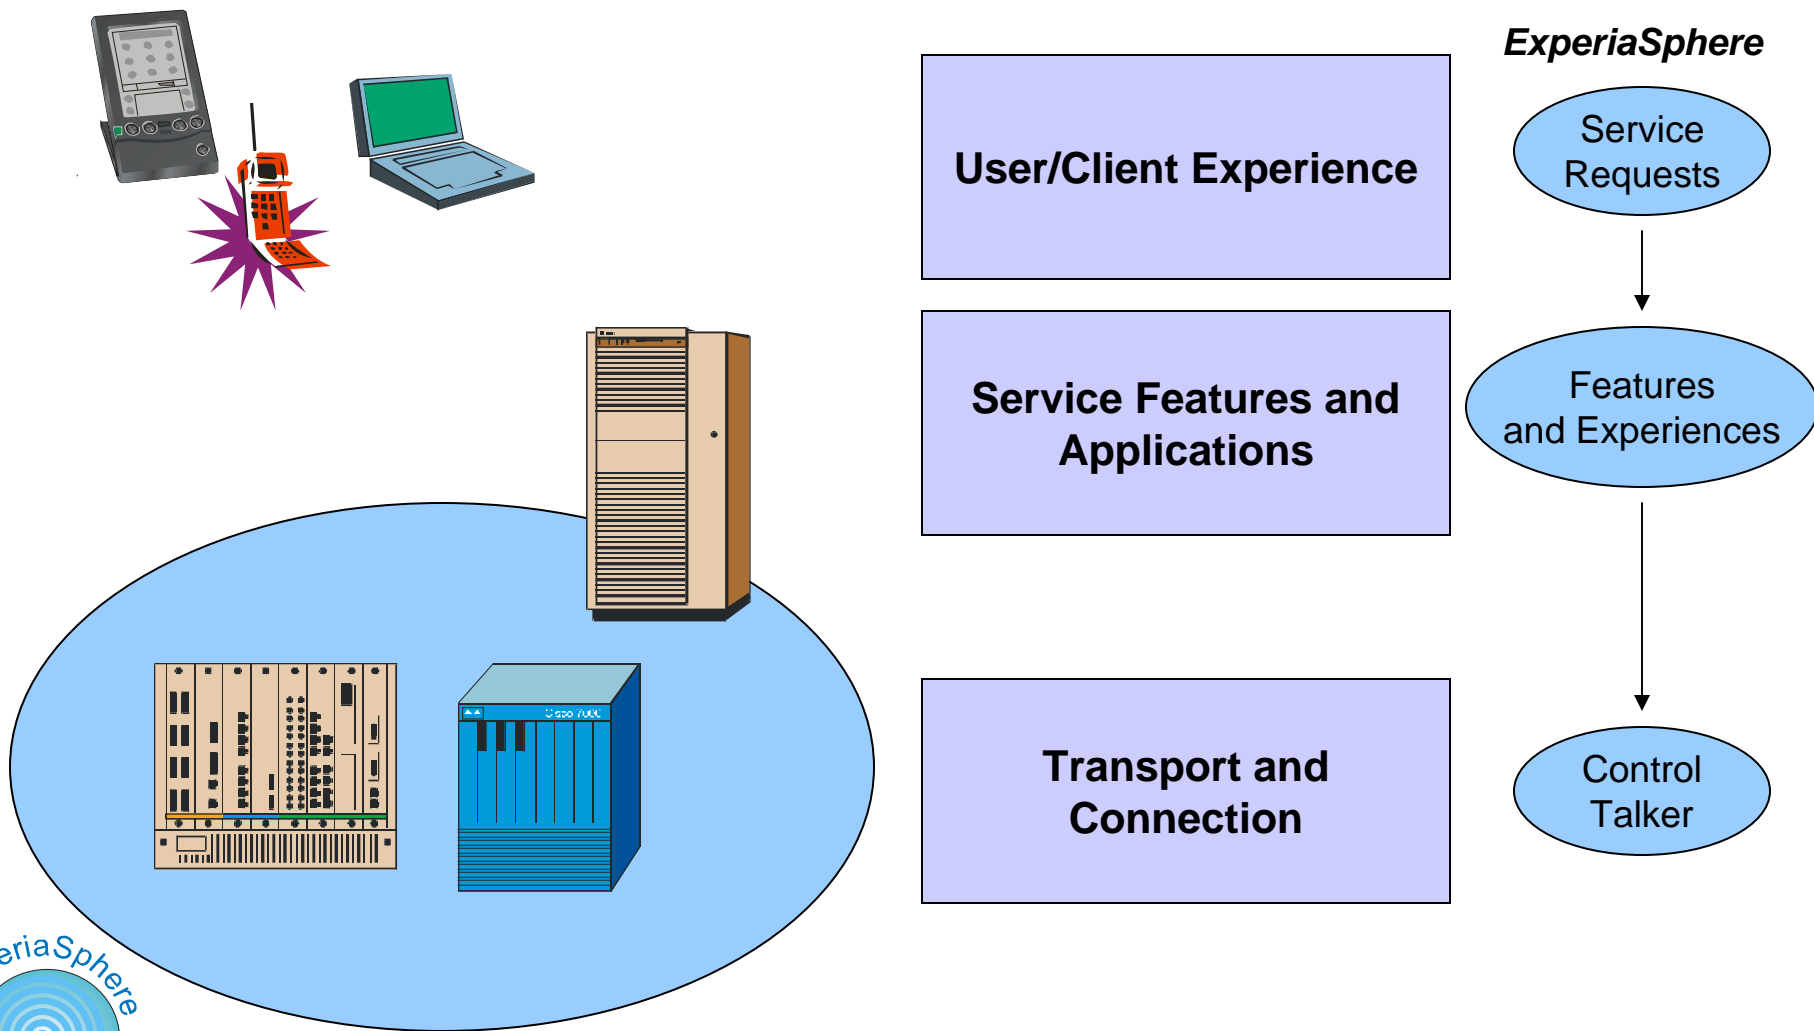 ExperiaSphere
User/Client Experience
Service
Requests
Service Features and
Applications
Features
and Experiences
Transport and
Connection
Control
Talker
eriaSphere